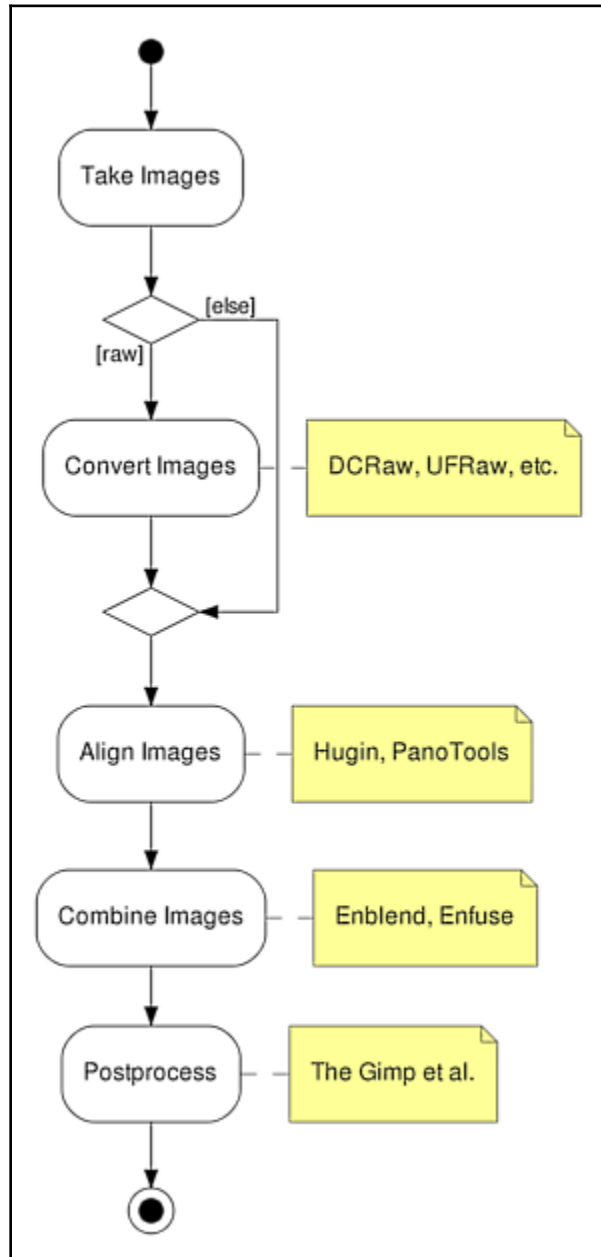 Take Images
[else]
[raw]
Convert Images
DCRaw, UFRaw, etc.
Align Images
Hugin, PanoTools
Combine Images
Enblend, Enfuse
Postprocess
The Gimp et al.